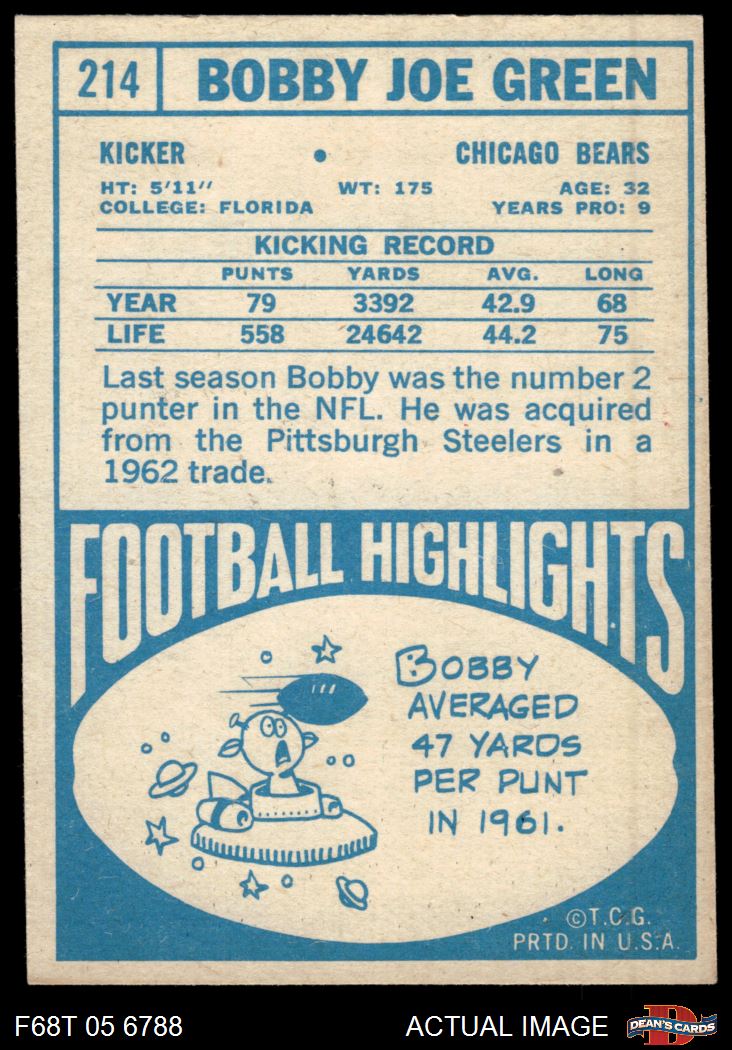 214 BOBBY JOE GREEN
KICKER • CHICAGO BEARS
HT: 5'11" WT: 175 AGE: 32
COLLEGE: FLORIDA YEARS PRO: 9
KICKING RECORD
PUNTS YARDS AVG. LONG
YEAR 79 3392 42.9 68
LIFE 558 24642 44.2 75
Last season Bobby was the number 2
punter in the NFL. He was acquired
from the Pittsburgh Steelers in a
1962 trade.
FOOTBALL HIGHLIGHTS
BOBBY
AVERAGED
47 YARDS
PER PUNT
IN 1961.
©T.C.G.
PRTD. IN U.S.A.
F68T 05 6788 ACTUAL IMAGE D DEAN'S CARDS